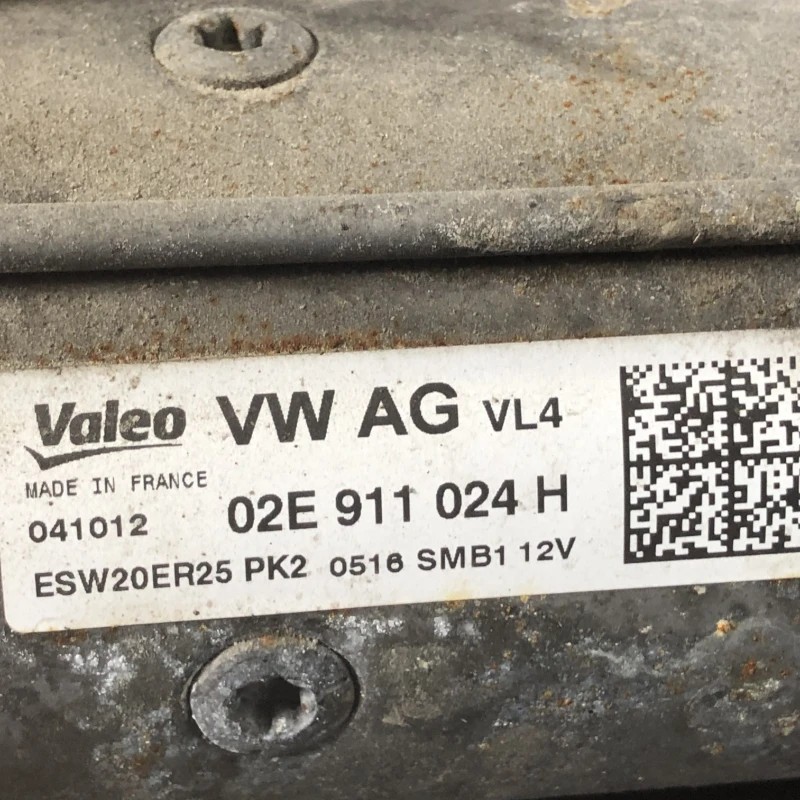 Valeo VW AG VL4
MADE IN FRANCE
041012 02E 911 024 H
ESW20ER25 PK2 0516 SMB1 12V